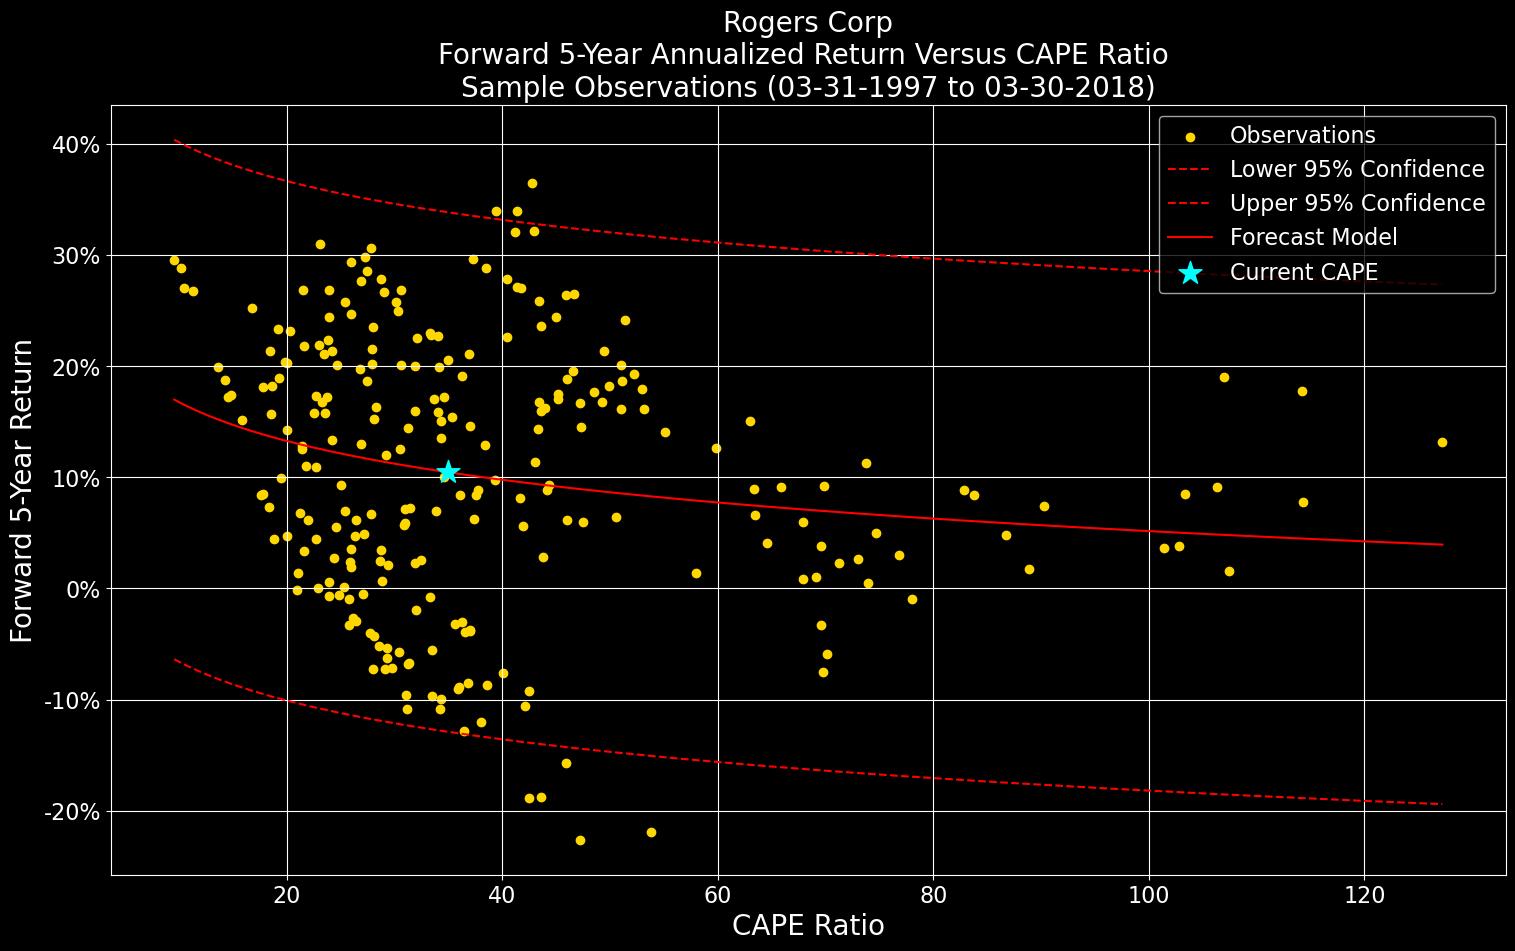 Rogers Corp
Forward 5-Year Annualized Return Versus CAPE Ratio
Sample Observations (03-31-1997 to 03-30-2018)
Observations
Lower 95% Confidence
Upper 95% Confidence
Forecast Model
Current CAPE
Forward 5-Year Return
40%
30%
20%
10%
0%
-10%
-20%
20 40 60 80 100 120
CAPE Ratio